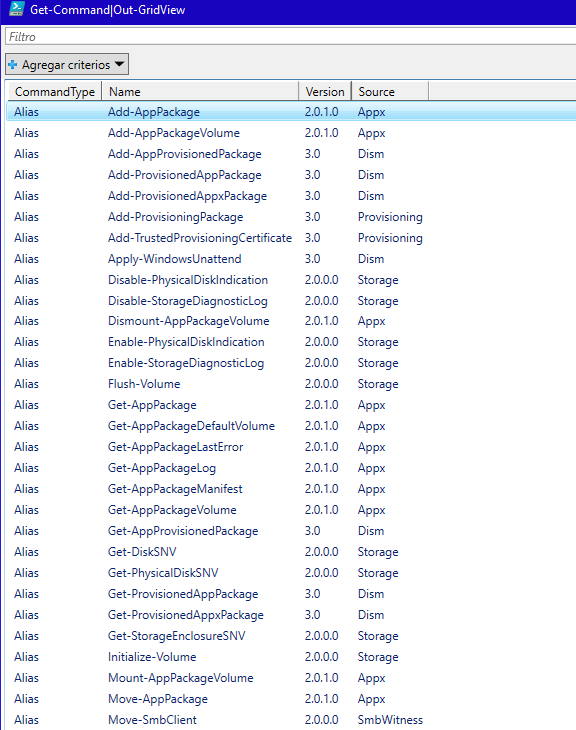 Get-Command|Out-GridView
Filtro
Agregar criterios
CommandType Name Version Source
Alias Add-AppPackage 2.0.1.0 Appx
Alias Add-AppPackageVolume 2.0.1.0 Appx
Alias Add-AppProvisionedPackage 3.0 Dism
Alias Add-ProvisionedAppPackage 3.0 Dism
Alias Add-ProvisionedAppxPackage 3.0 Dism
Alias Add-ProvisioningPackage 3.0 Provisioning
Alias Add-TrustedProvisioningCertificate 3.0 Provisioning
Alias Apply-WindowsUnattend 3.0 Dism
Alias Disable-PhysicalDiskIndication 2.0.0.0 Storage
Alias Disable-StorageDiagnosticLog 2.0.0.0 Storage
Alias Dismount-AppPackageVolume 2.0.1.0 Appx
Alias Enable-PhysicalDiskIndication 2.0.0.0 Storage
Alias Enable-StorageDiagnosticLog 2.0.0.0 Storage
Alias Flush-Volume 2.0.0.0 Storage
Alias Get-AppPackage 2.0.1.0 Appx
Alias Get-AppPackageDefaultVolume 2.0.1.0 Appx
Alias Get-AppPackageLastError 2.0.1.0 Appx
Alias Get-AppPackageLog 2.0.1.0 Appx
Alias Get-AppPackageManifest 2.0.1.0 Appx
Alias Get-AppPackageVolume 2.0.1.0 Appx
Alias Get-AppProvisionedPackage 3.0 Dism
Alias Get-DiskSNV 2.0.0.0 Storage
Alias Get-PhysicalDiskSNV 2.0.0.0 Storage
Alias Get-ProvisionedAppPackage 3.0 Dism
Alias Get-ProvisionedAppxPackage 3.0 Dism
Alias Get-StorageEnclosureSNV 2.0.0.0 Storage
Alias Initialize-Volume 2.0.0.0 Storage
Alias Mount-AppPackageVolume 2.0.1.0 Appx
Alias Move-AppPackage 2.0.1.0 Appx
Alias Move-SmbClient 2.0.0.0 SmbWitness